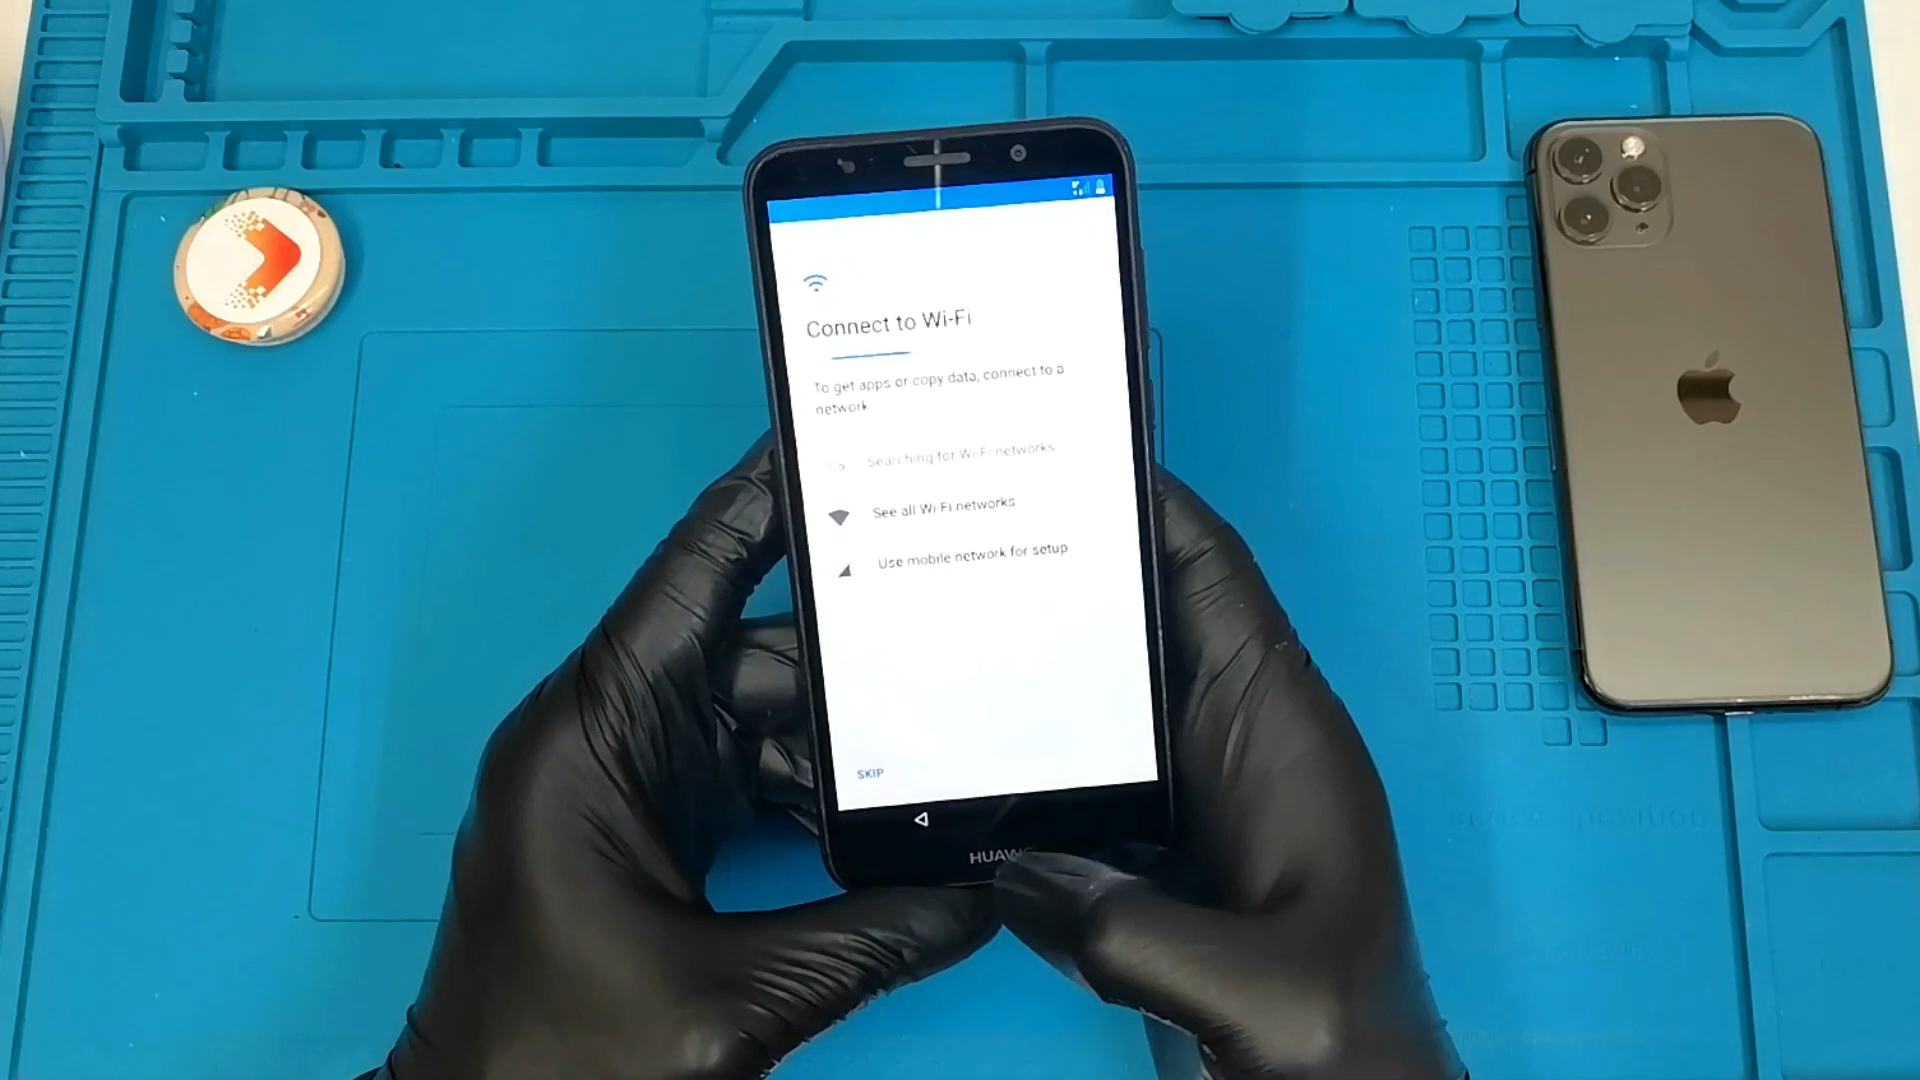 Connect to Wi-Fi
To get apps or copy data, connect to a
network
Searching for Wi-Fi networks
See all Wi-Fi networks
Use mobile network for setup
SKIP